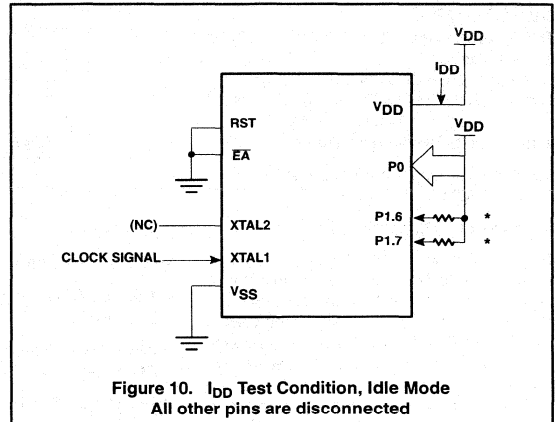 VDD
IDD
VDD
VDD
RST
EA
P0
(NC)
XTAL2
P1.6
*
P1.7
*
CLOCK SIGNAL
XTAL1
VSS
Figure 10. IDD Test Condition, Idle Mode
All other pins are disconnected